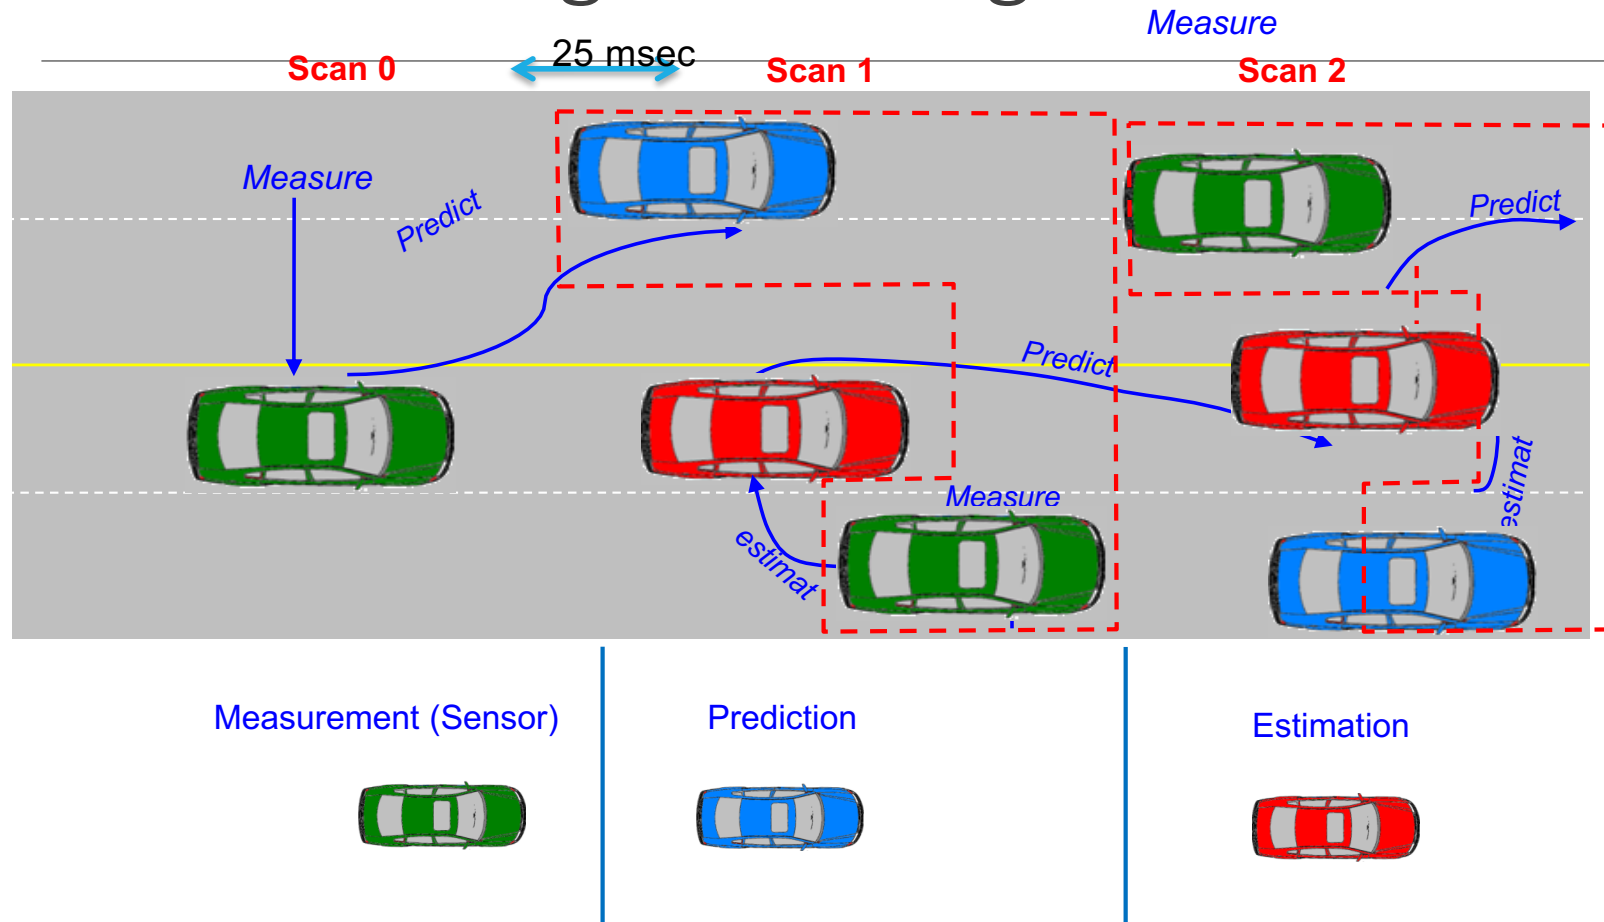 Measure
25 msec
Scan 0
Scan 1
Scan 2
Measure
Predict
Predict
Predict
Measure
estimat
estimat
Measurement (Sensor)
Prediction
Estimation